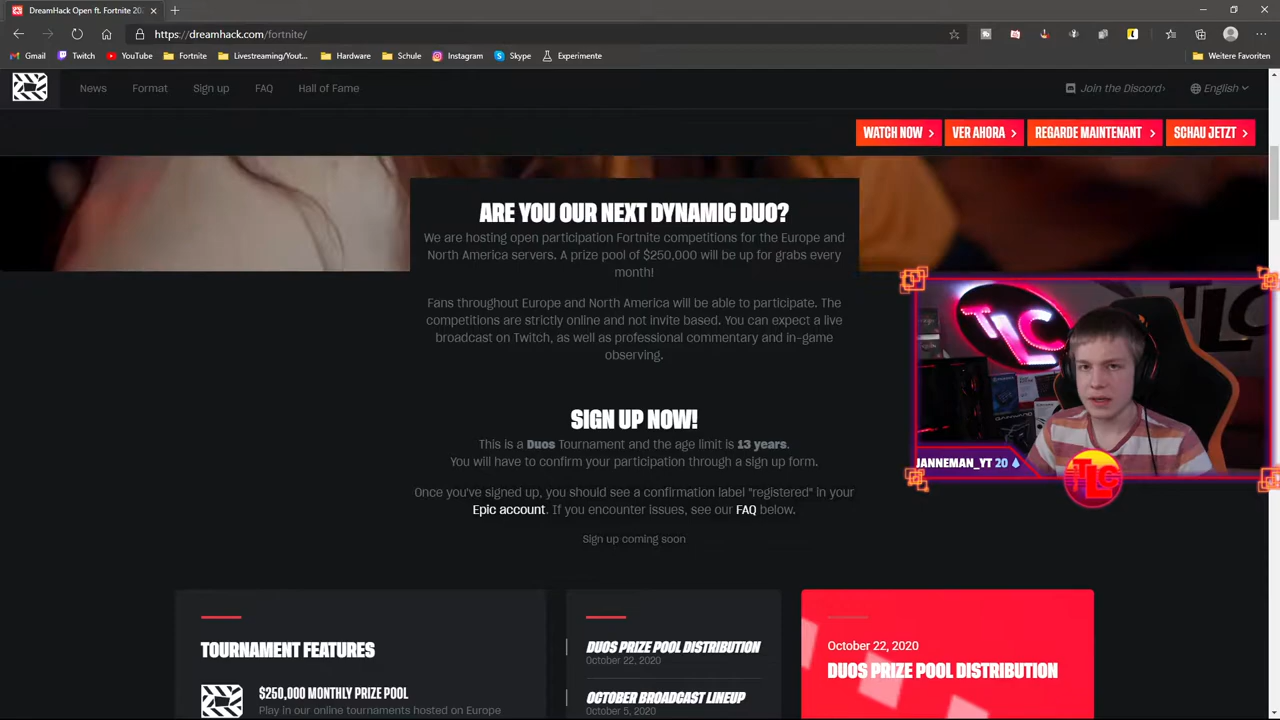 DreamHack Open ft. Fortnite 202
https://dreamhack.com/fortnite/
Gmail Twitch YouTube Fortnite Livestreaming/You... Hardware Schule Instagram Skype Experimente Weitere Favoriten
News Format Sign up FAQ Hall of Fame Join the Discord› English
WATCH NOW › VER AHORA › REGARDE MAINTENANT › SCHAU JETZT ›
ARE YOU OUR NEXT DYNAMIC DUO?
We are hosting open participation Fortnite competitions for the Europe and
North America servers. A prize pool of $250,000 will be up for grabs every
month!
Fans throughout Europe and North America will be able to participate. The
competitions are strictly online and not invite based. You can expect a live
broadcast on Twitch, as well as professional commentary and in-game
observing.
TLC
TLC
SIGN UP NOW!
This is a Duos Tournament and the age limit is 13 years.
You will have to confirm your participation through a sign up form.
JANNEMAN_YT 20
TLC
Once you've signed up, you should see a confirmation label "registered" in your
Epic account. If you encounter issues, see our FAQ below.
Sign up coming soon
TOURNAMENT FEATURES
$250,000 MONTHLY PRIZE POOL
Play in our online tournaments hosted on Europe
DUOS PRIZE POOL DISTRIBUTION
October 22, 2020
OCTOBER BROADCAST LINEUP
October 5, 2020
October 22, 2020
DUOS PRIZE POOL DISTRIBUTION